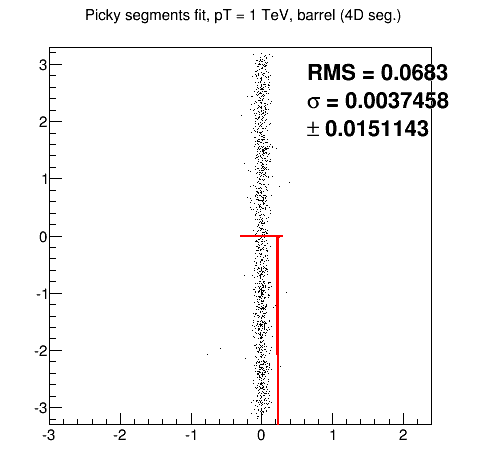 Picky segments fit, pT = 1 TeV, barrel (4D seg.)
RMS = 0.0683
σ = 0.0037458
± 0.0151143
3
2
1
0
-1
-2
-3
-3 -2 -1 0 1 2